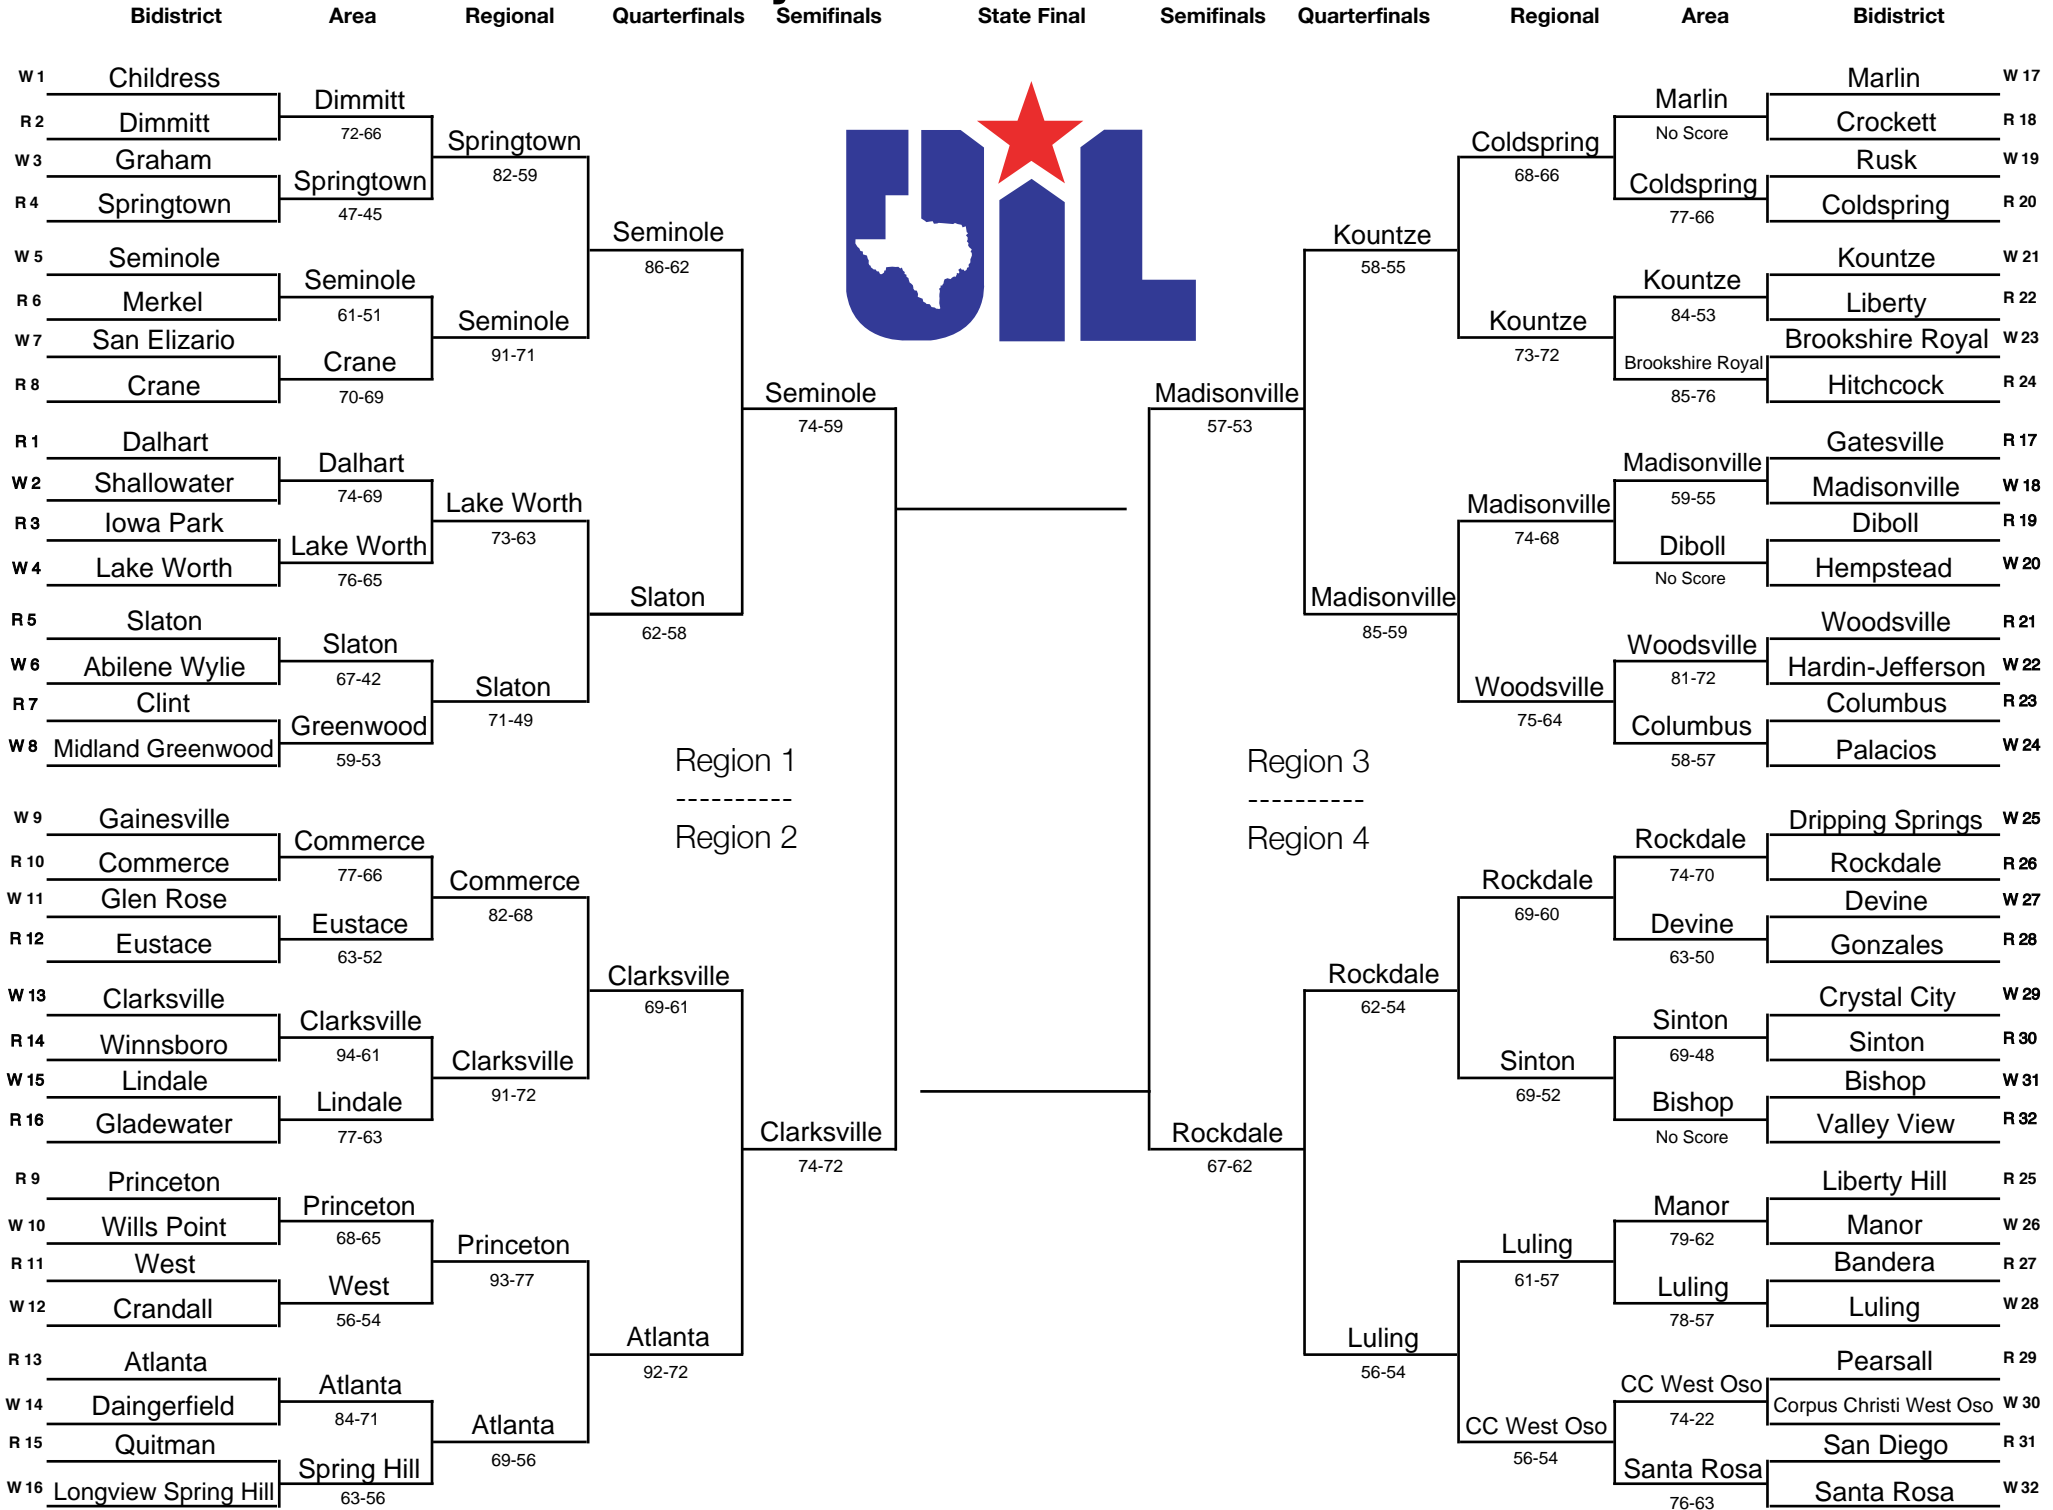 Bidistrict Area Regional Quarterfinals Semifinals State Final Semifinals Quarterfinals Regional Area Bidistrict
W 1 Childress
Dimmitt
72-66
R 2 Dimmitt
Springtown
82-59
W 3 Graham
Springtown
47-45
R 4 Springtown
Seminole
86-62
W 5 Seminole
Seminole
61-51
R 6 Merkel
Seminole
91-71
W 7 San Elizario
Crane
70-69
R 8 Crane
Seminole
74-59
R 1 Dalhart
Dalhart
74-69
W 2 Shallowater
Lake Worth
73-63
R 3 Iowa Park
Lake Worth
76-65
W 4 Lake Worth
Slaton
62-58
R 5 Slaton
Slaton
67-42
W 6 Abilene Wylie
Slaton
71-49
R 7 Clint
Greenwood
59-53
W 8 Midland Greenwood
Region 1
----------
Region 2
W 9 Gainesville
Commerce
77-66
R 10 Commerce
Commerce
82-68
W 11 Glen Rose
Eustace
63-52
R 12 Eustace
Clarksville
69-61
W 13 Clarksville
Clarksville
94-61
R 14 Winnsboro
Clarksville
91-72
W 15 Lindale
Lindale
77-63
R 16 Gladewater
Clarksville
74-72
R 9 Princeton
Princeton
68-65
W 10 Wills Point
Princeton
93-77
R 11 West
West
56-54
W 12 Crandall
Atlanta
92-72
R 13 Atlanta
Atlanta
84-71
W 14 Daingerfield
Atlanta
69-56
R 15 Quitman
Spring Hill
63-56
W 16 Longview Spring Hill
UIL
Marlin W 17
Marlin
No Score
Crockett R 18
Coldspring
68-66
Rusk W 19
Coldspring
77-66
Coldspring R 20
Kountze
58-55
Kountze W 21
Kountze
84-53
Liberty R 22
Kountze
73-72
Brookshire Royal W 23
Brookshire Royal
85-76
Hitchcock R 24
Madisonville
57-53
Gatesville R 17
Madisonville
59-55
Madisonville W 18
Madisonville
74-68
Diboll R 19
Diboll
No Score
Hempstead W 20
Madisonville
85-59
Woodsville R 21
Woodsville
81-72
Hardin-Jefferson W 22
Woodsville
75-64
Columbus R 23
Columbus
58-57
Palacios W 24
Region 3
----------
Region 4
Dripping Springs W 25
Rockdale
74-70
Rockdale R 26
Rockdale
69-60
Devine W 27
Devine
63-50
Gonzales R 28
Rockdale
62-54
Crystal City W 29
Sinton
69-48
Sinton R 30
Sinton
69-52
Bishop W 31
Bishop
No Score
Valley View R 32
Rockdale
67-62
Liberty Hill R 25
Manor
79-62
Manor W 26
Luling
61-57
Bandera R 27
Luling
78-57
Luling W 28
Luling
56-54
Pearsall R 29
CC West Oso
74-22
Corpus Christi West Oso W 30
CC West Oso
56-54
San Diego R 31
Santa Rosa
76-63
Santa Rosa W 32